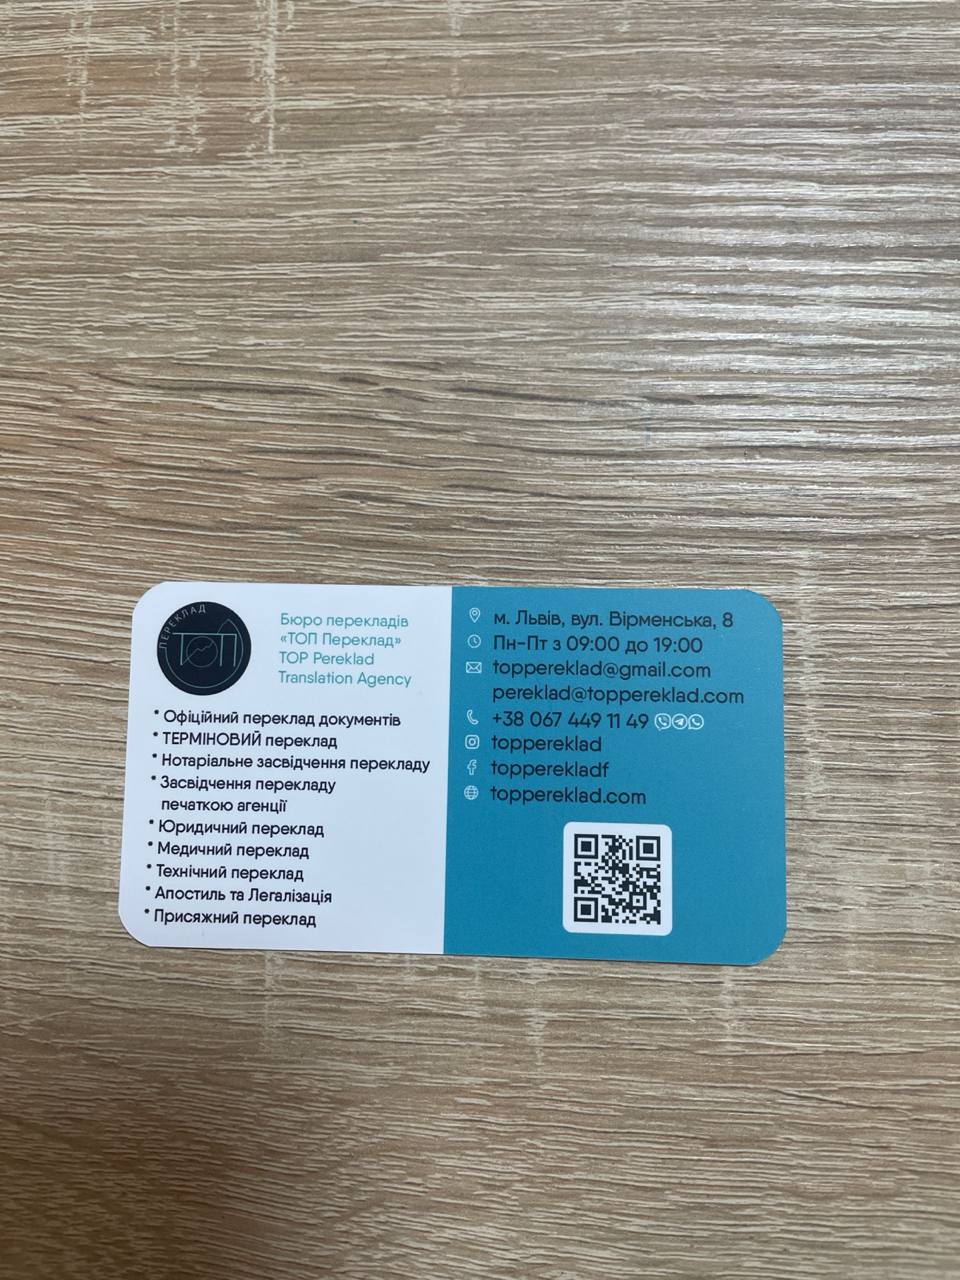 ПЕРЕКЛАД
ТОП
Бюро перекладів
«ТОП Переклад»
TOP Pereklad
Translation Agency
* Офіційний переклад документів
* ТЕРМІНОВИЙ переклад
* Нотаріальне засвідчення перекладу
* Засвідчення перекладу
печаткою агенції
* Юридичний переклад
* Медичний переклад
* Технічний переклад
* Апостиль та Легалізація
* Присяжний переклад
м. Львів, вул. Вірменська, 8
Пн-Пт з 09:00 до 19:00
toppereklad@gmail.com
pereklad@toppereklad.com
+38 067 449 11 49
toppereklad
topperekladf
toppereklad.com